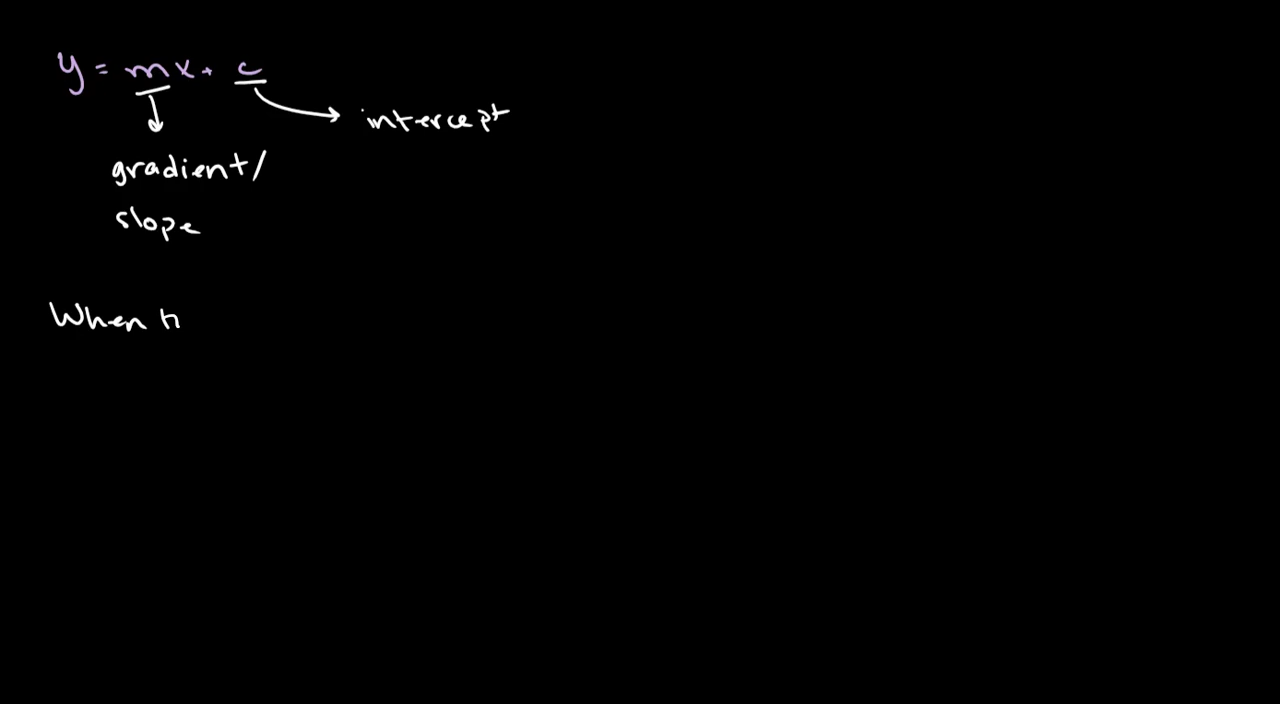 y = mx + c
intercept
gradient/
slope
When